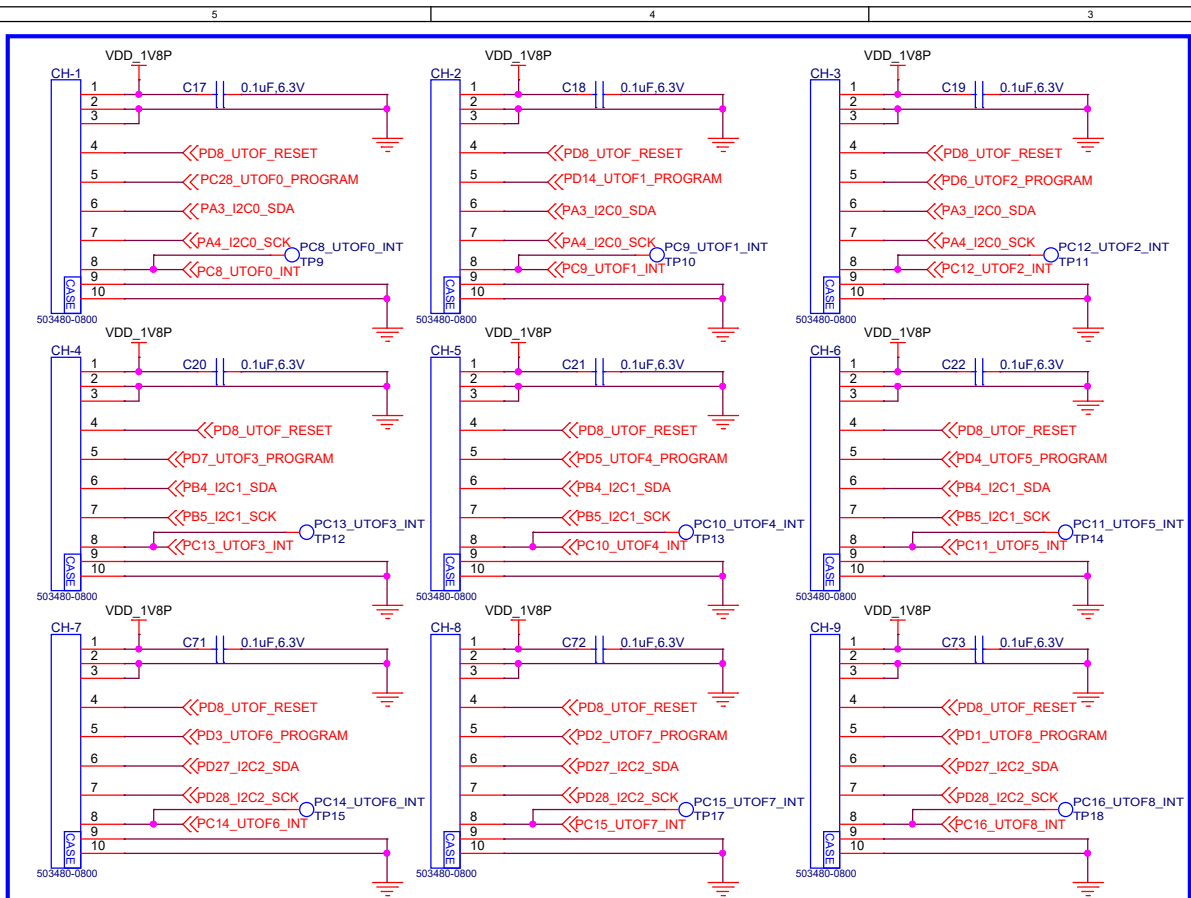 5 4 3
VDD_1V8P
CH-1
1
C17 0.1uF,6.3V
2
3
4 PD8_UTOF_RESET
5 PC28_UTOF0_PROGRAM
6 PA3_I2C0_SDA
7 PA4_I2C0_SCK
PC8_UTOF0_INT
TP9
8 PC8_UTOF0_INT
9
10
CASE
503480-0800
VDD_1V8P
CH-2
1
C18 0.1uF,6.3V
2
3
4 PD8_UTOF_RESET
5 PD14_UTOF1_PROGRAM
6 PA3_I2C0_SDA
7 PA4_I2C0_SCK
PC9_UTOF1_INT
TP10
8 PC9_UTOF1_INT
9
10
CASE
503480-0800
VDD_1V8P
CH-3
1
C19 0.1uF,6.3V
2
3
4 PD8_UTOF_RESET
5 PD6_UTOF2_PROGRAM
6 PA3_I2C0_SDA
7 PA4_I2C0_SCK
PC12_UTOF2_INT
TP11
8 PC12_UTOF2_INT
9
10
CASE
503480-0800
VDD_1V8P
CH-4
1
C20 0.1uF,6.3V
2
3
4 PD8_UTOF_RESET
5 PD7_UTOF3_PROGRAM
6 PB4_I2C1_SDA
7 PB5_I2C1_SCK
PC13_UTOF3_INT
TP12
8 PC13_UTOF3_INT
9
10
CASE
503480-0800
VDD_1V8P
CH-5
1
C21 0.1uF,6.3V
2
3
4 PD8_UTOF_RESET
5 PD5_UTOF4_PROGRAM
6 PB4_I2C1_SDA
7 PB5_I2C1_SCK
PC10_UTOF4_INT
TP13
8 PC10_UTOF4_INT
9
10
CASE
503480-0800
VDD_1V8P
CH-6
1
C22 0.1uF,6.3V
2
3
4 PD8_UTOF_RESET
5 PD4_UTOF5_PROGRAM
6 PB4_I2C1_SDA
7 PB5_I2C1_SCK
PC11_UTOF5_INT
TP14
8 PC11_UTOF5_INT
9
10
CASE
503480-0800
VDD_1V8P
CH-7
1
C71 0.1uF,6.3V
2
3
4 PD8_UTOF_RESET
5 PD3_UTOF6_PROGRAM
6 PD27_I2C2_SDA
7 PD28_I2C2_SCK
PC14_UTOF6_INT
TP15
8 PC14_UTOF6_INT
9
10
CASE
503480-0800
VDD_1V8P
CH-8
1
C72 0.1uF,6.3V
2
3
4 PD8_UTOF_RESET
5 PD2_UTOF7_PROGRAM
6 PD27_I2C2_SDA
7 PD28_I2C2_SCK
PC15_UTOF7_INT
TP17
8 PC15_UTOF7_INT
9
10
CASE
503480-0800
VDD_1V8P
CH-9
1
C73 0.1uF,6.3V
2
3
4 PD8_UTOF_RESET
5 PD1_UTOF8_PROGRAM
6 PD27_I2C2_SDA
7 PD28_I2C2_SCK
PC16_UTOF8_INT
TP18
8 PC16_UTOF8_INT
9
10
CASE
503480-0800